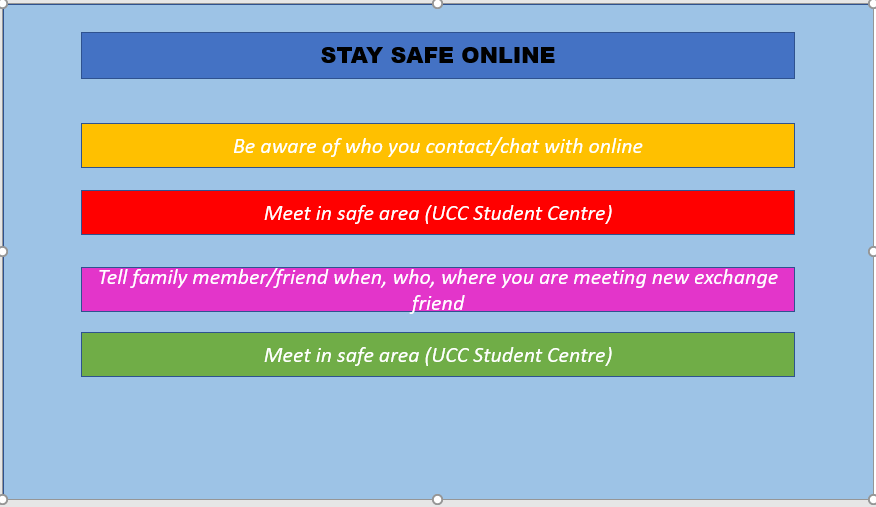 STAY SAFE ONLINE
Be aware of who you contact/chat with online
Meet in safe area (UCC Student Centre)
Tell family member/friend when, who, where you are meeting new exchange
friend
Meet in safe area (UCC Student Centre)